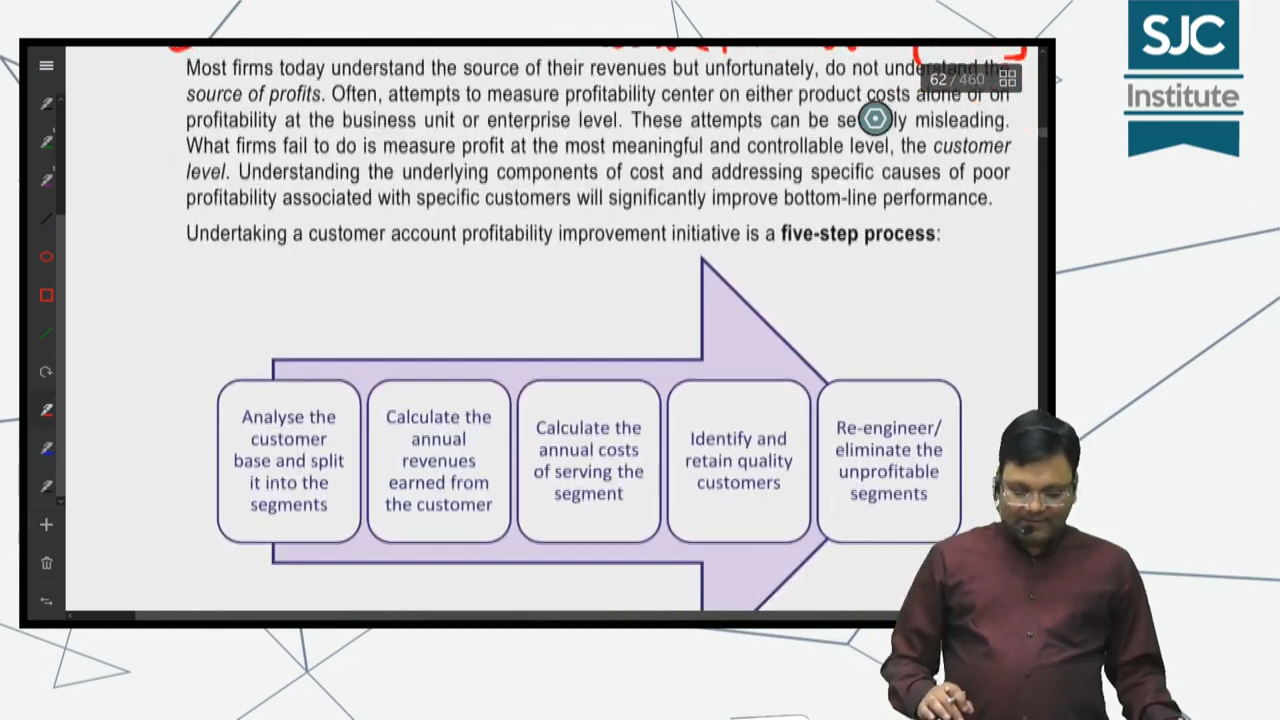 SJC
Institute
62 / 460
Most firms today understand the source of their revenues but unfortunately, do not understand the
source of profits. Often, attempts to measure profitability center on either product costs alone or on
profitability at the business unit or enterprise level. These attempts can be misleading.
What firms fail to do is measure profit at the most meaningful and controllable level, the customer
level. Understanding the underlying components of cost and addressing specific causes of poor
profitability associated with specific customers will significantly improve bottom-line performance.
Undertaking a customer account profitability improvement initiative is a five-step process:
Analyse the
customer
base and split
it into the
segments
Calculate the
annual
revenues
earned from
the customer
Calculate the
annual costs
of serving the
segment
Identify and
retain quality
customers
Re-engineer/
eliminate the
unprofitable
segments